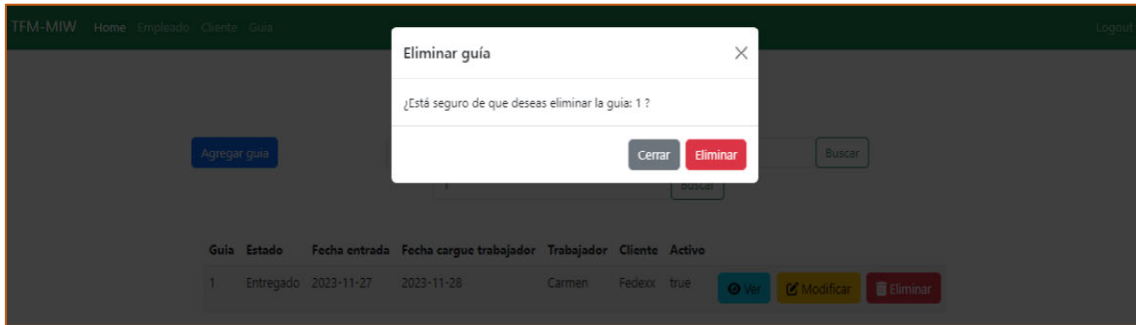 TFM-MIW Home Empleado Cliente Guia Logout
Eliminar guía
¿Está seguro de que deseas eliminar la guia: 1 ?
Cerrar Eliminar
Agregar guia Buscar
1 Buscar
Guia Estado Fecha entrada Fecha cargue trabajador Trabajador Cliente Activo
1 Entregado 2023-11-27 2023-11-28 Carmen Fedexx true Ver Modificar Eliminar